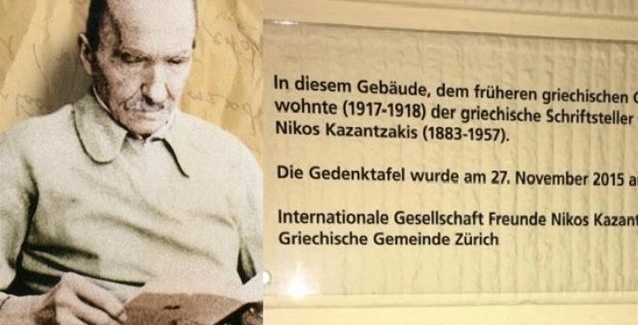 In diesem Gebäude, dem früheren griechischen
wohnte (1917-1918) der griechische Schriftsteller
Nikos Kazantzakis (1883-1957).
Die Gedenktafel wurde am 27. November 2015
Internationale Gesellschaft Freunde Nikos
Griechische Gemeinde Zürich